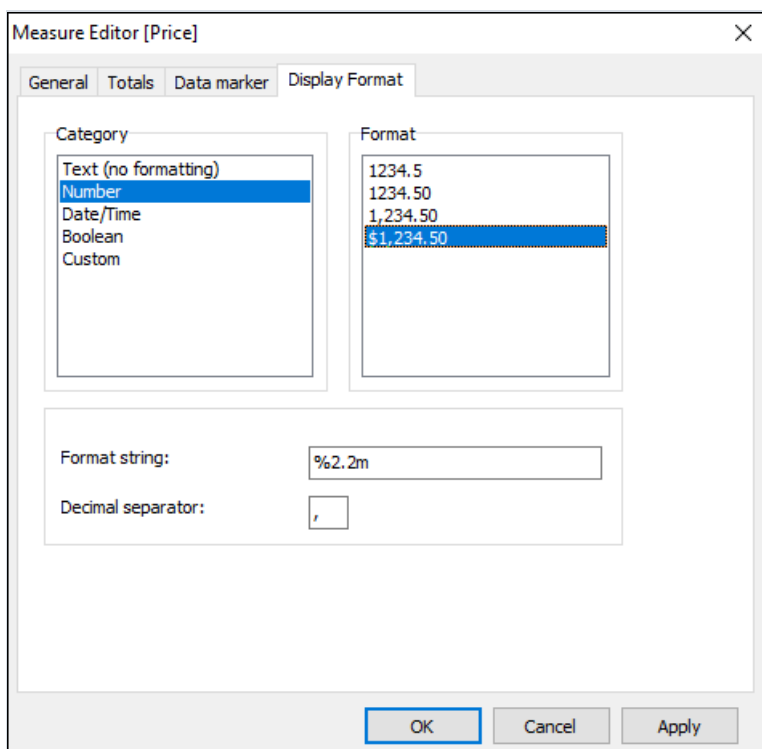 Measure Editor [Price]
General Totals Data marker Display Format
Category
Text (no formatting)
Number
Date/Time
Boolean
Custom
Format
1234.5
1234.50
1,234.50
$1,234.50
Format string: %2.2m
Decimal separator: ,
OK Cancel Apply